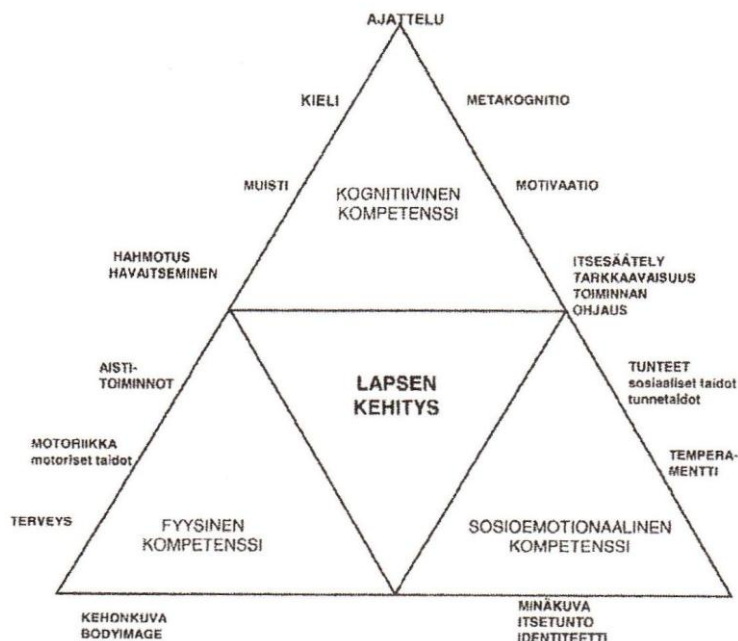 AJATTELU
KIELI
METAKOGNITIO
MUISTI
MOTIVAATIO
KOGNITIIVINEN
KOMPETENSSI
HAHMOTUS
HAVAITSEMINEN
ITSESÄÄTELY
TARKKAAVAISUUS
TOIMINNAN
OHJAUS
AISTI-
TOIMINNOT
LAPSEN
KEHITYS
TUNTEET
sosiaaliset taidot
tunnetaidot
MOTORIIKKA
motoriset taidot
TEMPERA-
MENTTI
TERVEYS
FYYSINEN
KOMPETENSSI
SOSIOEMOTIONAALINEN
KOMPETENSSI
KEHONKUVA
BODYIMAGE
MINÄKUVA
ITSETUNTO
IDENTITEETTI